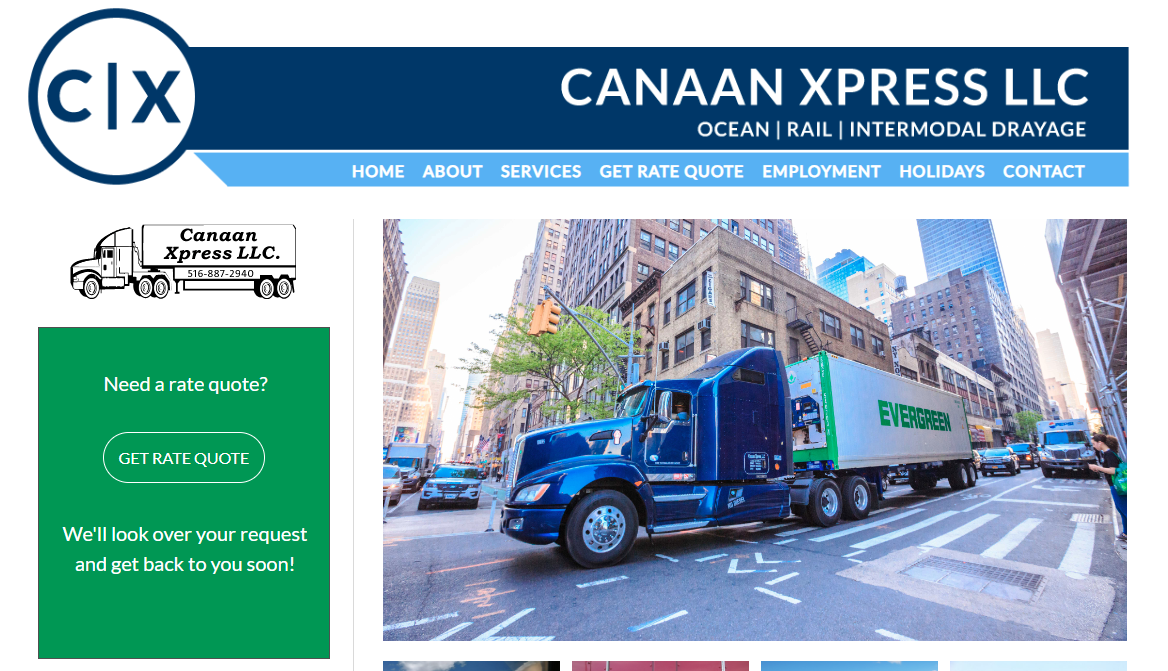 C|X
CANAAN XPRESS LLC
OCEAN | RAIL | INTERMODAL DRAYAGE
HOME ABOUT SERVICES GET RATE QUOTE EMPLOYMENT HOLIDAYS CONTACT
Canaan
Xpress LLC.
516-887-2940
Need a rate quote?
GET RATE QUOTE
We'll look over your request
and get back to you soon!
EVERGREEN